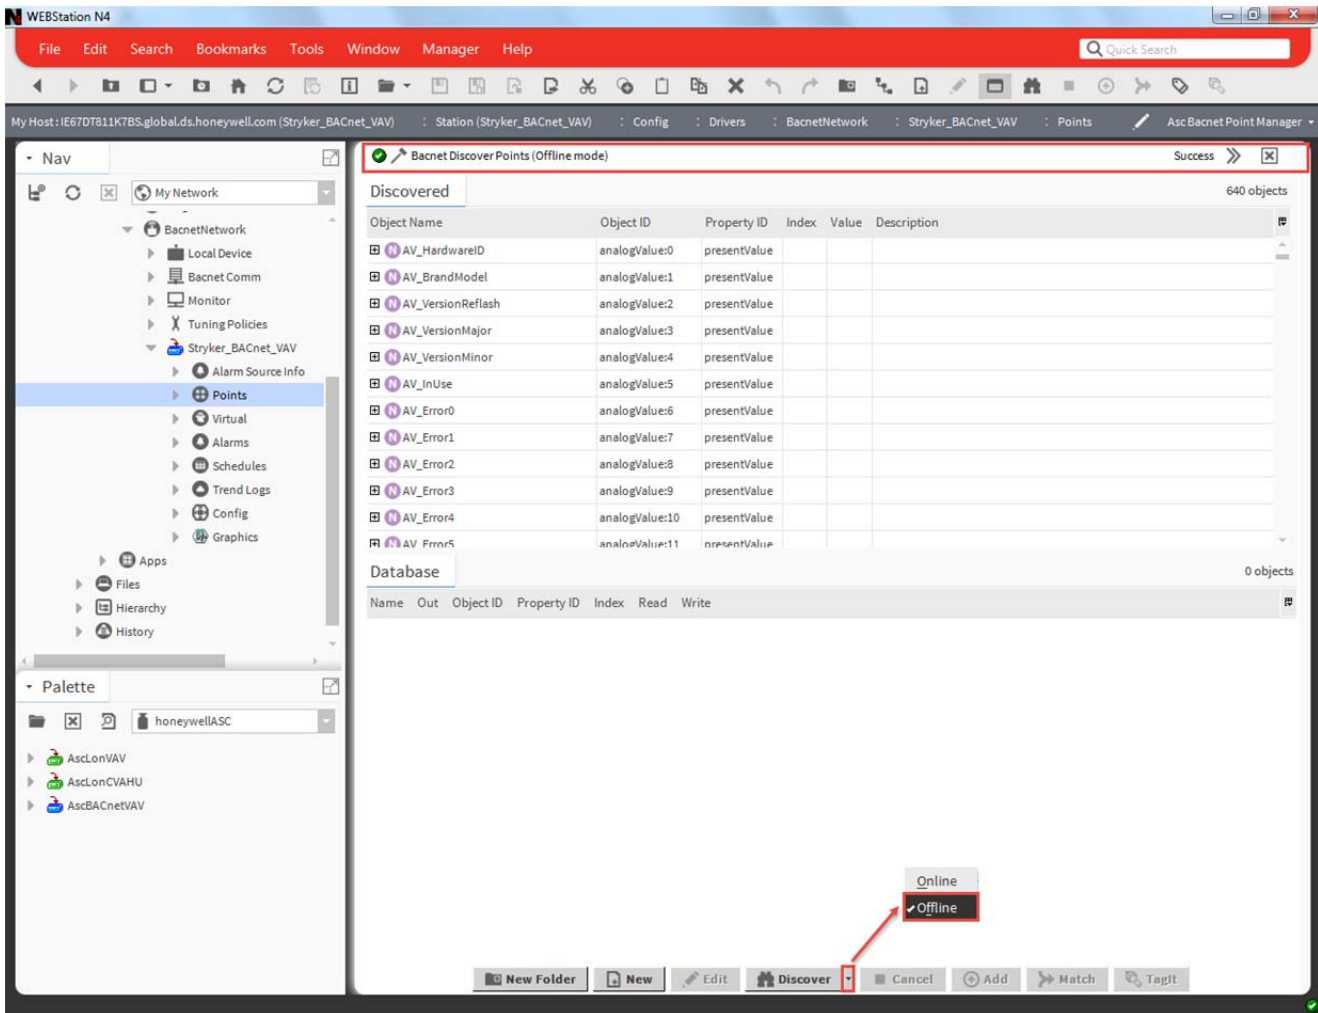 WEBStation N4
File Edit Search Bookmarks Tools Window Manager Help
Quick Search
My Host : IE67DT811K7BS.global.ds.honeywell.com (Stryker_BACnet_VAV) : Station (Stryker_BACnet_VAV) : Config : Drivers : BacnetNetwork : Stryker_BACnet_VAV : Points Asc Bacnet Point Manager
Nav
My Network
BacnetNetwork
Local Device
Bacnet Comm
Monitor
Tuning Policies
Stryker_BACnet_VAV
Alarm Source Info
Points
Virtual
Alarms
Schedules
Trend Logs
Config
Graphics
Apps
Files
Hierarchy
History
Palette
honeywellASC
AscLonVAV
AscLonCVAHU
AscBACnetVAV
Bacnet Discover Points (Offline mode) Success
Discovered 640 objects
Object Name Object ID Property ID Index Value Description
AV_HardwareID analogValue:0 presentValue
AV_BrandModel analogValue:1 presentValue
AV_VersionReflash analogValue:2 presentValue
AV_VersionMajor analogValue:3 presentValue
AV_VersionMinor analogValue:4 presentValue
AV_InUse analogValue:5 presentValue
AV_Error0 analogValue:6 presentValue
AV_Error1 analogValue:7 presentValue
AV_Error2 analogValue:8 presentValue
AV_Error3 analogValue:9 presentValue
AV_Error4 analogValue:10 presentValue
AV_Error5 analogValue:11 presentValue
Database 0 objects
Name Out Object ID Property ID Index Read Write
Online
Offline
New Folder New Edit Discover Cancel Add Match TagIt